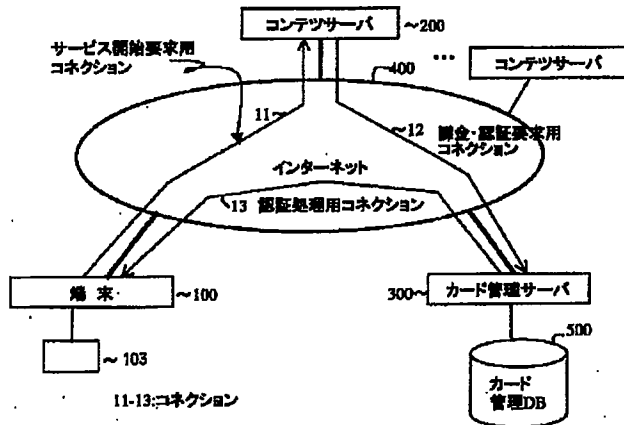 コンテツサーバ ～200
サービス開始要求用
コネクション
400
… コンテツサーバ
11～
～12 課金・認証要求用
コネクション
インターネット
13 認証処理用コネクション
端末 ～100
300～ カード管理サーバ
～103
500
カード
管理DB
11-13:コネクション